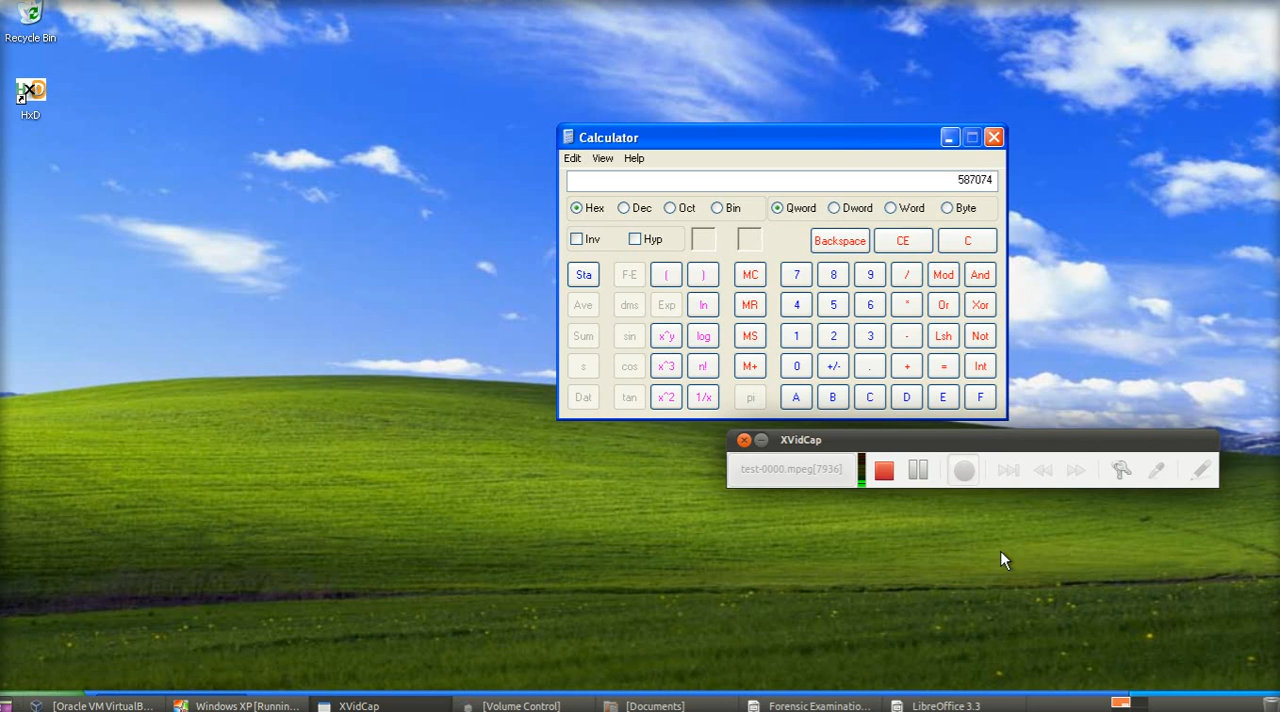 Recycle Bin
HxD
HxD
Calculator
Edit View Help
587074
Hex Dec Oct Bin Qword Dword Word Byte
Inv Hyp Backspace CE C
Sta F-E ( ) MC 7 8 9 / Mod And
Ave dms Exp ln MR 4 5 6 * Or Xor
Sum sin x^y log MS 1 2 3 - Lsh Not
s cos x^3 n! M+ 0 +/- . + = Int
Dat tan x^2 1/x pi A B C D E F
XVidCap
test-0000.mpeg[7936]
[Oracle VM VirtualB... Windows XP [Runnin... XVidCap [Volume Control] [Documents] Forensic Examinatio... LibreOffice 3.3